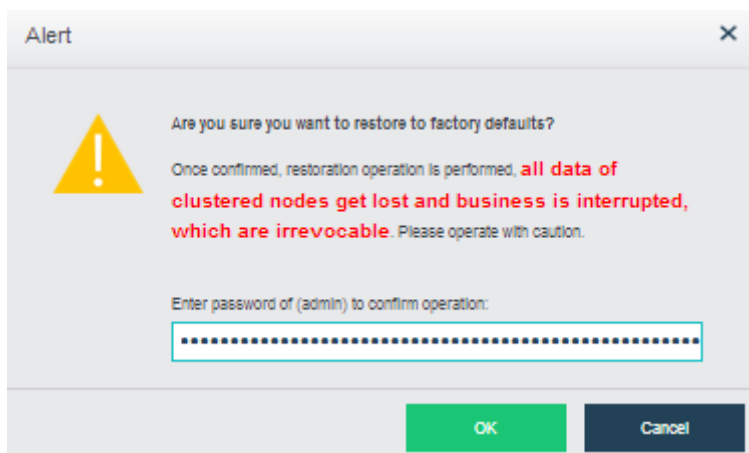 Alert
Are you sure you want to restore to factory defaults?
Once confirmed, restoration operation is performed, all data of
clustered nodes get lost and business is interrupted,
which are irrevocable. Please operate with caution.
Enter password of (admin) to confirm operation:
OK
Cancel